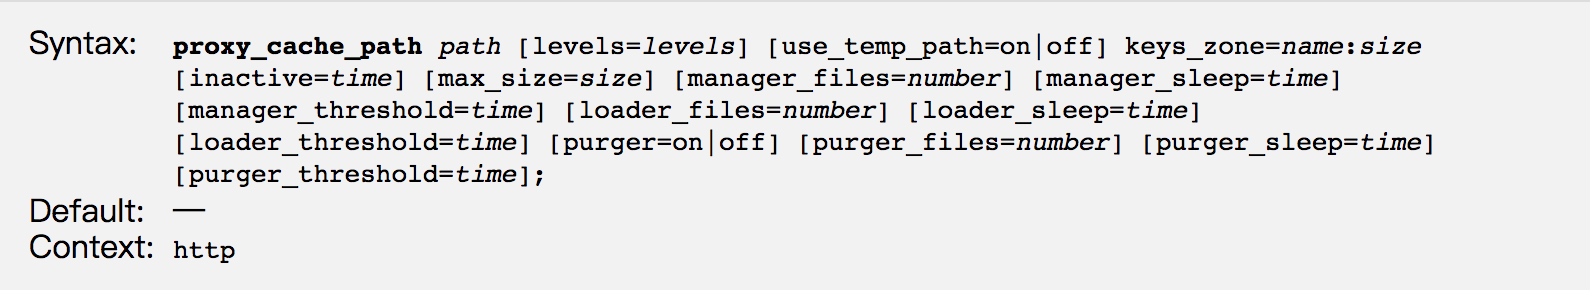 Syntax: proxy_cache_path path [levels=levels] [use_temp_path=on|off] keys_zone=name:size
[inactive=time] [max_size=size] [manager_files=number] [manager_sleep=time]
[manager_threshold=time] [loader_files=number] [loader_sleep=time]
[loader_threshold=time] [purger=on|off] [purger_files=number] [purger_sleep=time]
[purger_threshold=time];
Default: —
Context: http